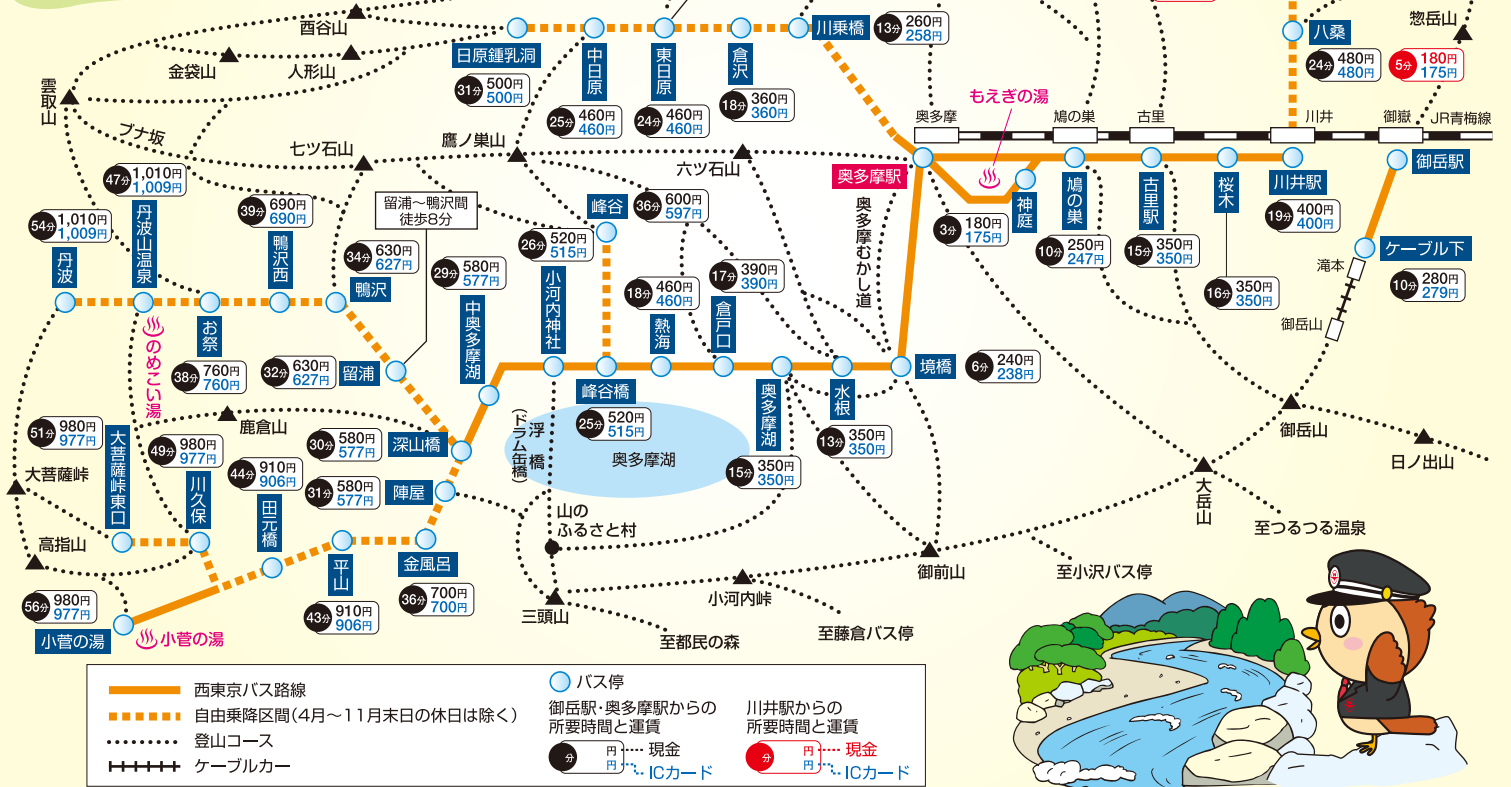 酉谷山
金袋山
人形山
雲取山
日原鍾乳洞
31分 500円
500円
中日原
25分 460円
460円
東日原
24分 460円
460円
倉沢
18分 360円
360円
川乗橋
13分 260円
258円
八桑
24分 480円
480円
惣岳山
5分 180円
175円
ブナ坂
七ツ石山
鷹ノ巣山
六ツ石山
もえぎの湯
奥多摩
鳩の巣
古里
川井
御嶽
JR青梅線
奥多摩駅
神庭
3分 180円
175円
鳩の巣
10分 250円
247円
古里駅
15分 350円
350円
桜木
16分 350円
350円
川井駅
19分 400円
400円
御岳駅
ケーブル下
10分 280円
279円
滝本
御岳山
47分 1,010円
1,009円
丹波山温泉
54分 1,010円
1,009円
丹波
39分 690円
690円
鴨沢西
留浦〜鴨沢間
徒歩8分
34分 630円
627円
鴨沢
29分 580円
577円
中奥多摩湖
26分 520円
515円
小河内神社
峰谷
36分 600円
597円
18分 460円
460円
熱海
17分 390円
390円
倉戸口
奥多摩むかし道
お祭
38分 760円
760円
のめこい湯
32分 630円
627円
留浦
峰谷橋
25分 520円
515円
奥多摩湖
15分 350円
350円
水根
13分 350円
350円
境橋
6分 240円
238円
浮橋
(ドラム缶橋)
奥多摩湖
鹿倉山
51分 980円
977円
大菩薩峠東口
49分 980円
977円
川久保
44分 910円
906円
田元橋
30分 580円
577円
深山橋
31分 580円
577円
陣屋
大菩薩峠
高指山
56分 980円
977円
小菅の湯
小菅の湯
平山
43分 910円
906円
金風呂
36分 700円
700円
山の
ふるさと村
三頭山
小河内峠
御前山
大岳山
御岳山
日ノ出山
至つるつる温泉
至小沢バス停
至藤倉バス停
至都民の森
西東京バス路線
自由乗降区間(4月〜11月末日の休日は除く)
登山コース
ケーブルカー
バス停
御岳駅・奥多摩駅からの
所要時間と運賃
分 円 現金
円 ICカード
川井駅からの
所要時間と運賃
分 円 現金
円 ICカード